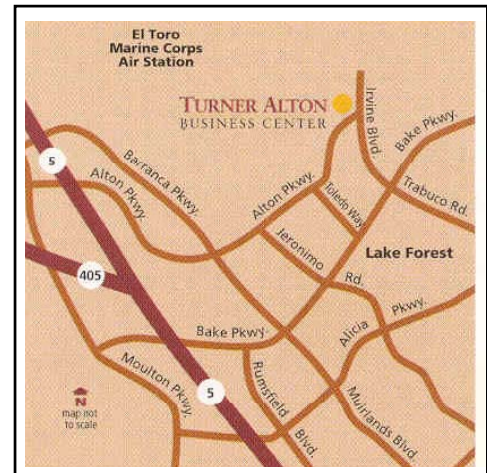 El Toro
Marine Corps
Air Station
TURNER ALTON
BUSINESS CENTER
Irvine Blvd.
Bake Pkwy.
5
Barranca Pkwy.
Alton Pkwy.
Alton Pkwy.
Toledo Way
Trabuco Rd.
Jeronimo
Rd.
Lake Forest
405
Bake Pkwy.
Alicia
Pkwy.
Moulton Pkwy.
N
map not
to scale
5
Rumsfield
Blvd.
Muirlands Blvd.